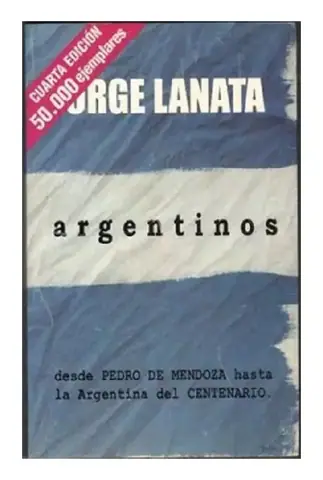 CUARTA EDICIÓN
50.000 ejemplares
ORGE LANATA
argentinos
desde PEDRO DE MENDOZA hasta
la Argentina del CENTENARIO.